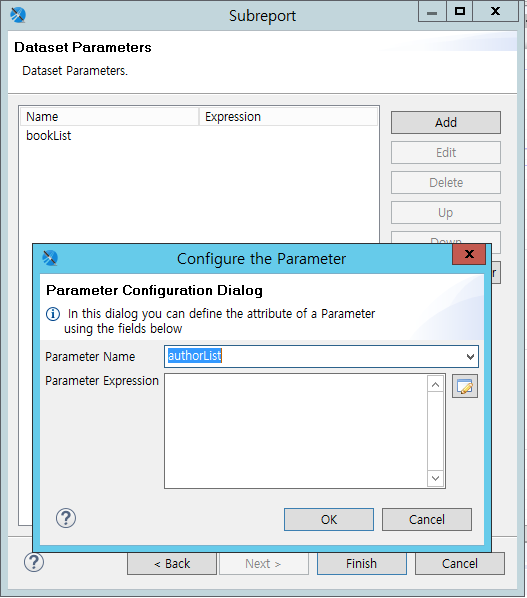 Subreport
Dataset Parameters
Dataset Parameters.
Name Expression
bookList
Add
Edit
Delete
Up
Down
Configure the Parameter
Parameter Configuration Dialog
In this dialog you can define the attribute of a Parameter
using the fields below
Parameter Name authorList
Parameter Expression
OK Cancel
< Back Next > Finish Cancel